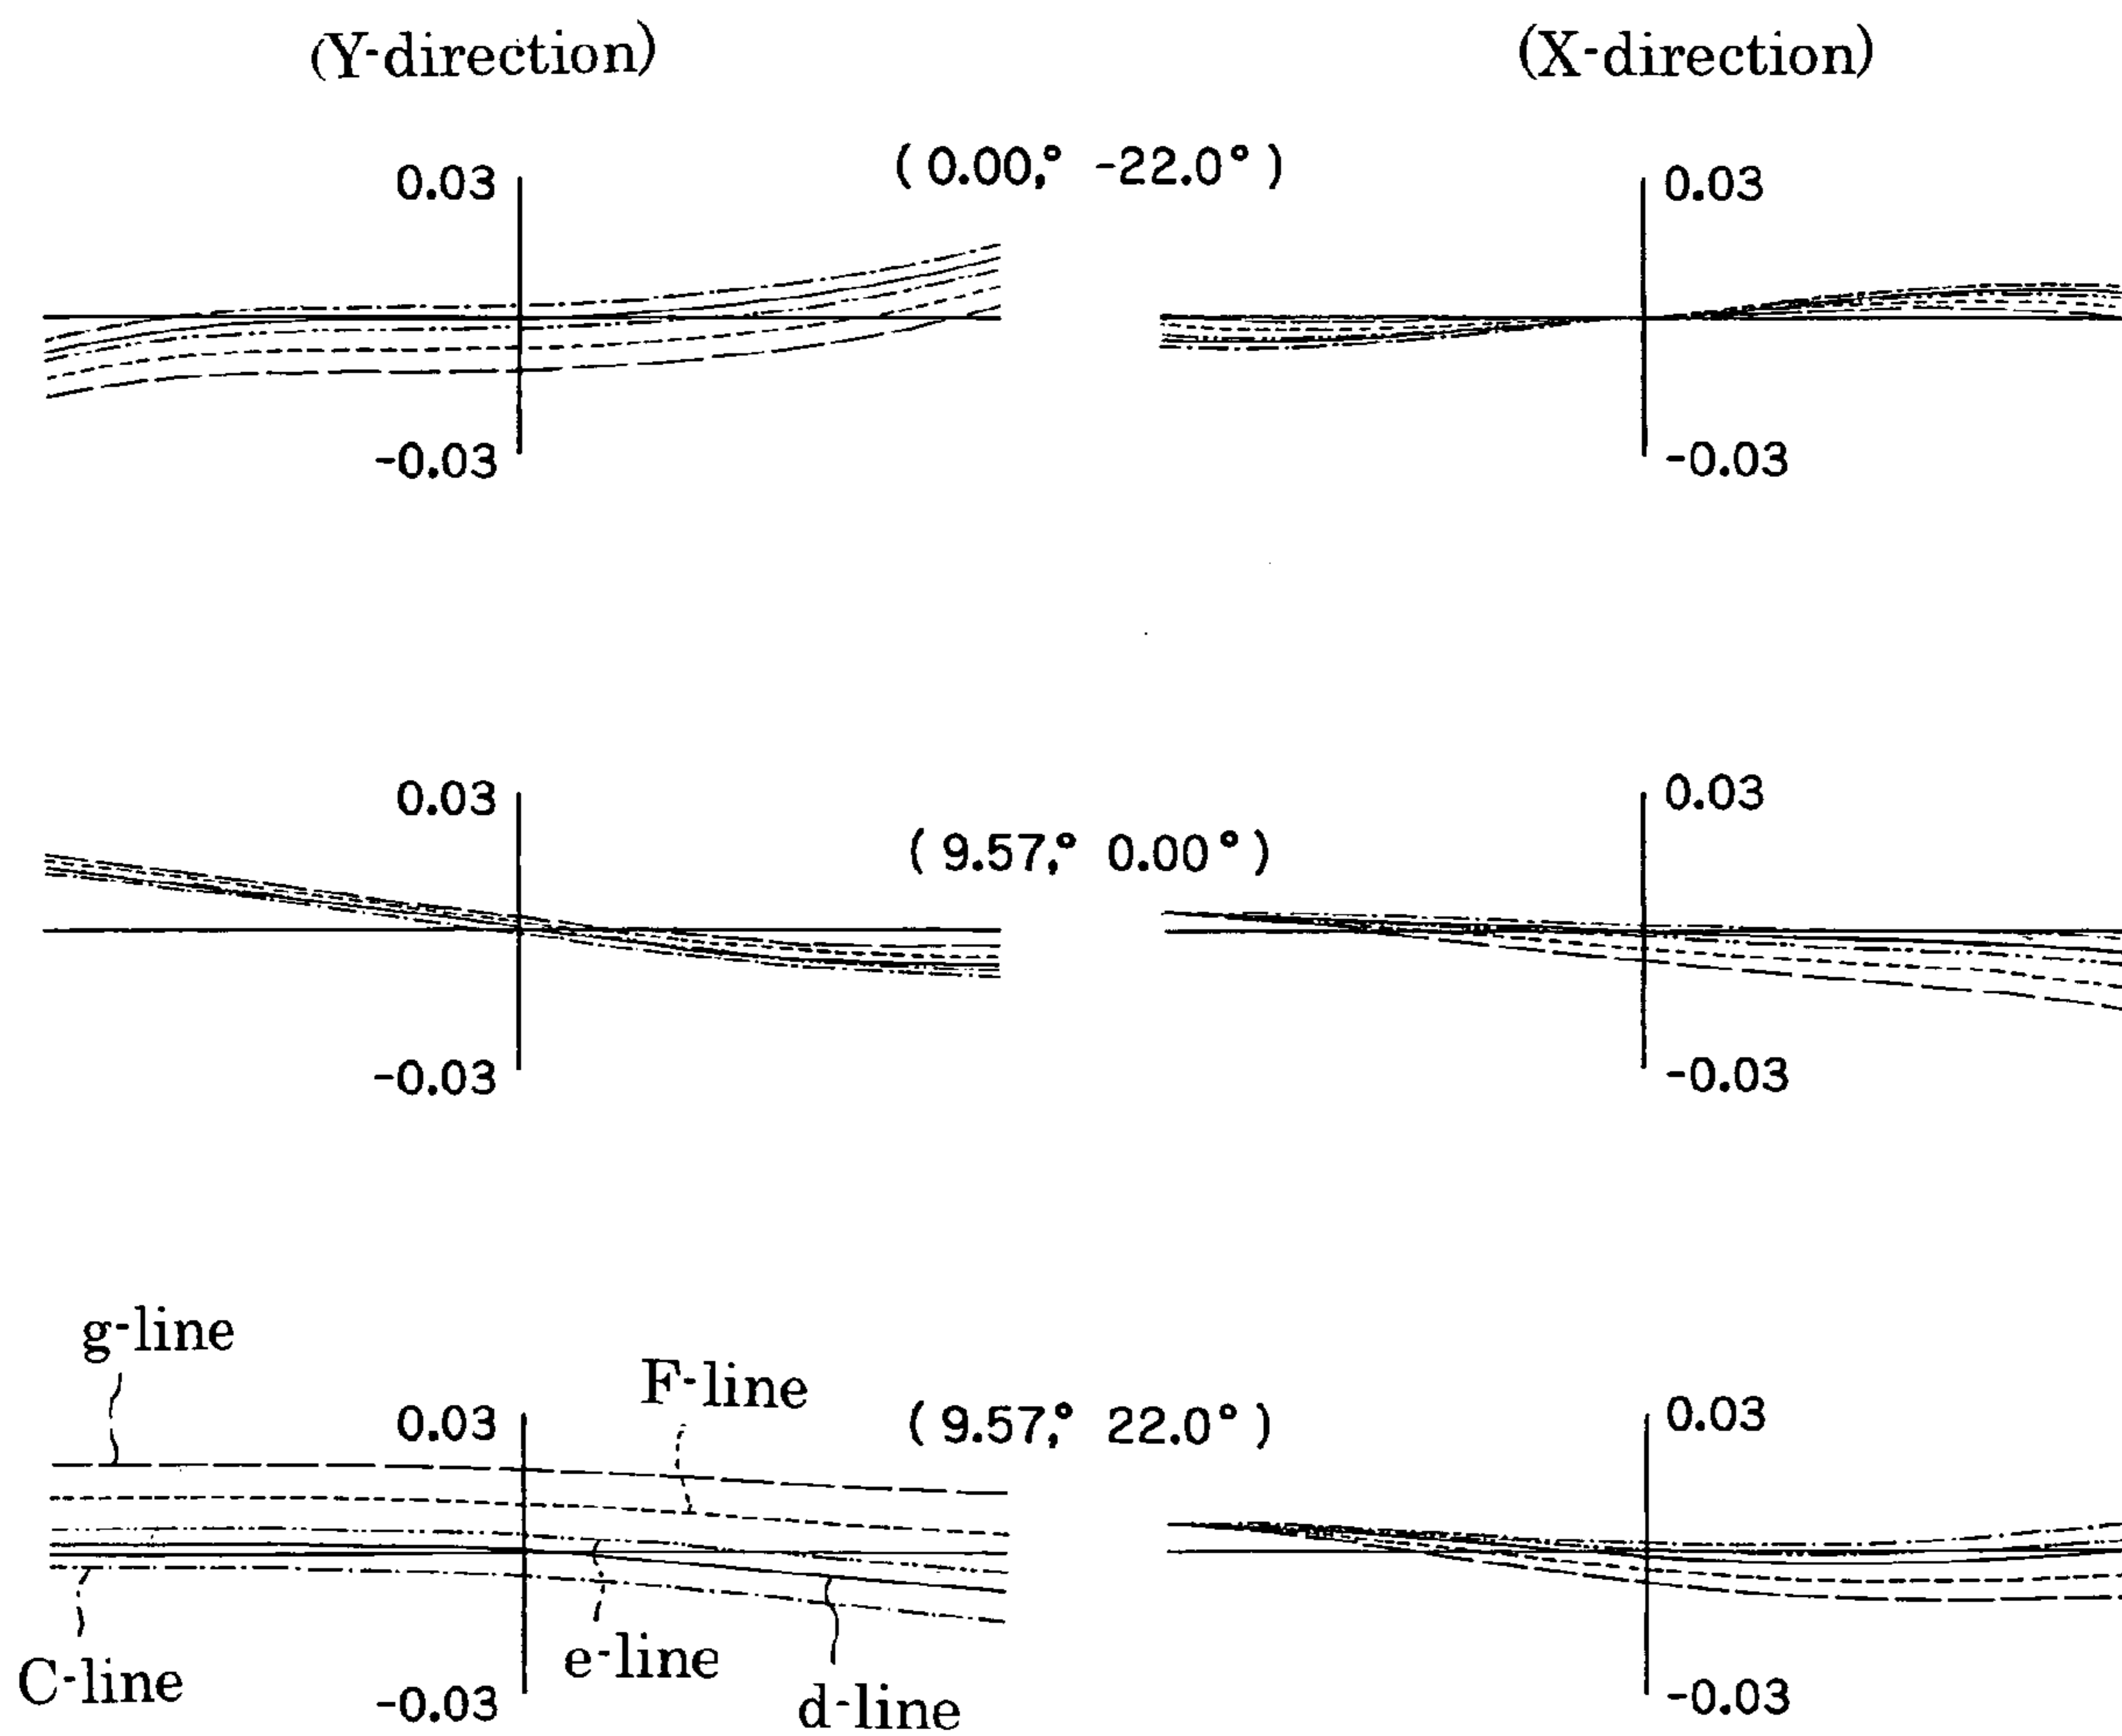 (Y-direction) (X-direction)
( 0.00,° -22.0° )
0.03 0.03
-0.03 -0.03
0.03 0.03
( 9.57,° 0.00° )
-0.03 -0.03
g-line
F-line
0.03 ( 9.57,° 22.0° ) 0.03
e-line
C-line
-0.03 d-line -0.03